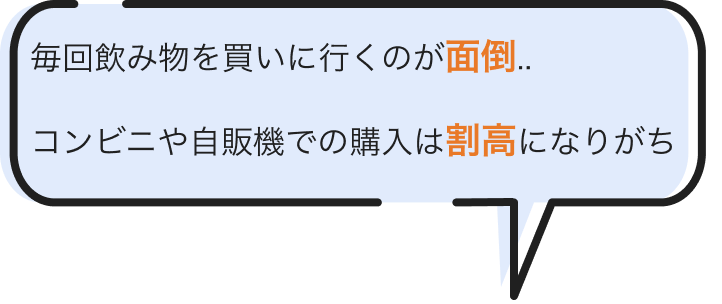 毎回飲み物を買いに行くのが面倒..
コンビニや自販機での購入は割高になりがち